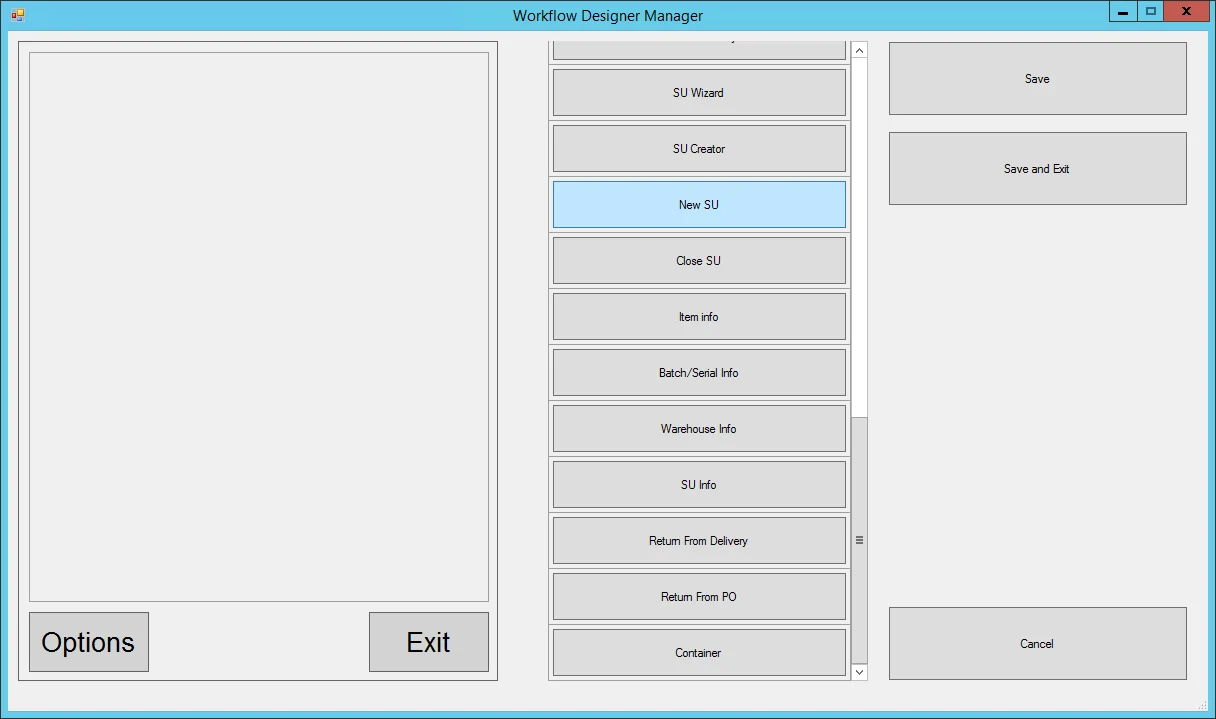 Workflow Designer Manager
SU Wizard
SU Creator
New SU
Close SU
Item info
Batch/Serial Info
Warehouse Info
SU Info
Return From Delivery
Return From PO
Container
Options
Exit
Save
Save and Exit
Cancel